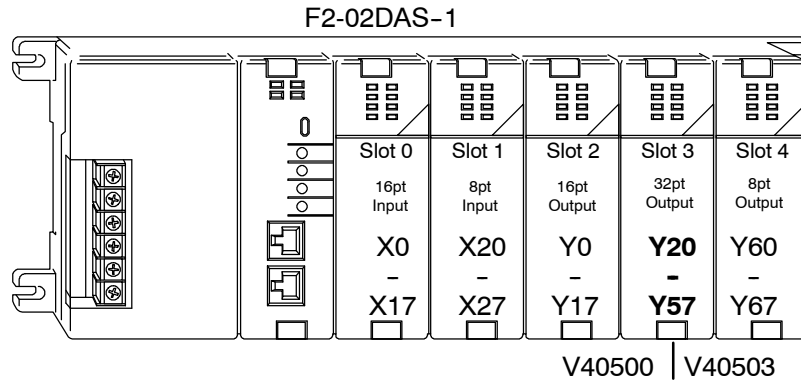 F2-02DAS-1
Slot 0 Slot 1 Slot 2 Slot 3 Slot 4
16pt 8pt 16pt 32pt 8pt
Input Input Output Output Output
X0 X20 Y0 Y20 Y60
- - - - -
X17 X27 Y17 Y57 Y67
V40500 V40503